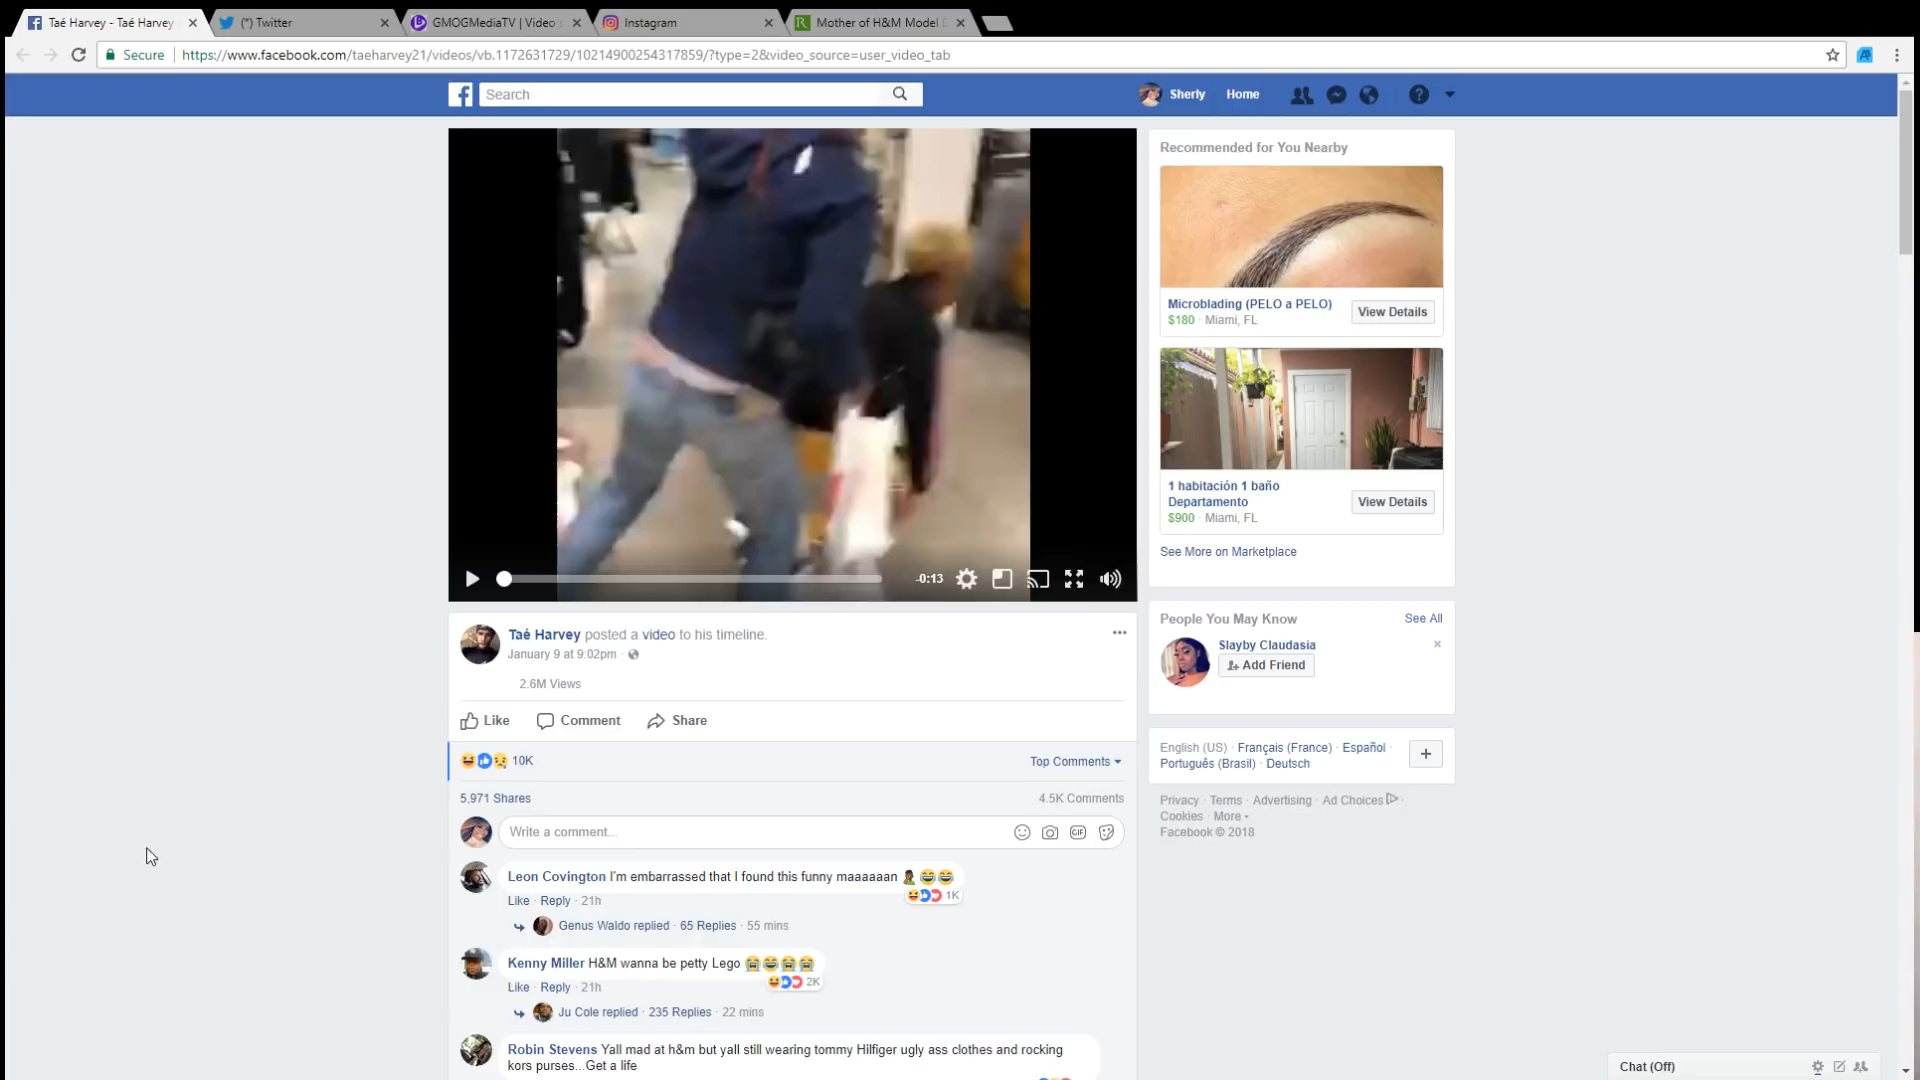 Taé Harvey - Taé Harvey
(*) Twitter
GMOGMediaTV | Video
Instagram
Mother of H&M Model
Secure
https://www.facebook.com/taeharvey21/videos/vb.1172631729/10214900254317859/?type=2&video_source=user_video_tab
Search
Sherly
Home
Recommended for You Nearby
Microblading (PELO a PELO)
$180 · Miami, FL
View Details
1 habitación 1 baño
Departamento
$900 · Miami, FL
View Details
See More on Marketplace
-0:13
Taé Harvey posted a video to his timeline.
January 9 at 9:02pm ·
2.6M Views
Like
Comment
Share
10K
Top Comments
5,971 Shares
4.5K Comments
Write a comment...
GIF
Leon Covington I'm embarrassed that I found this funny maaaaaan 🤦😂😂
1K
Like · Reply · 21h
Genus Waldo replied · 65 Replies · 55 mins
Kenny Miller H&M wanna be petty Lego 😭😂😭😭
2K
Like · Reply · 21h
Ju Cole replied · 235 Replies · 22 mins
Robin Stevens Yall mad at h&m but yall still wearing tommy Hilfiger ugly ass clothes and rocking
kors purses...Get a life
People You May Know
See All
Slayby Claudasia
Add Friend
English (US) · Français (France) · Español ·
Português (Brasil) · Deutsch
Privacy · Terms · Advertising · Ad Choices ·
Cookies · More
Facebook © 2018
Chat (Off)